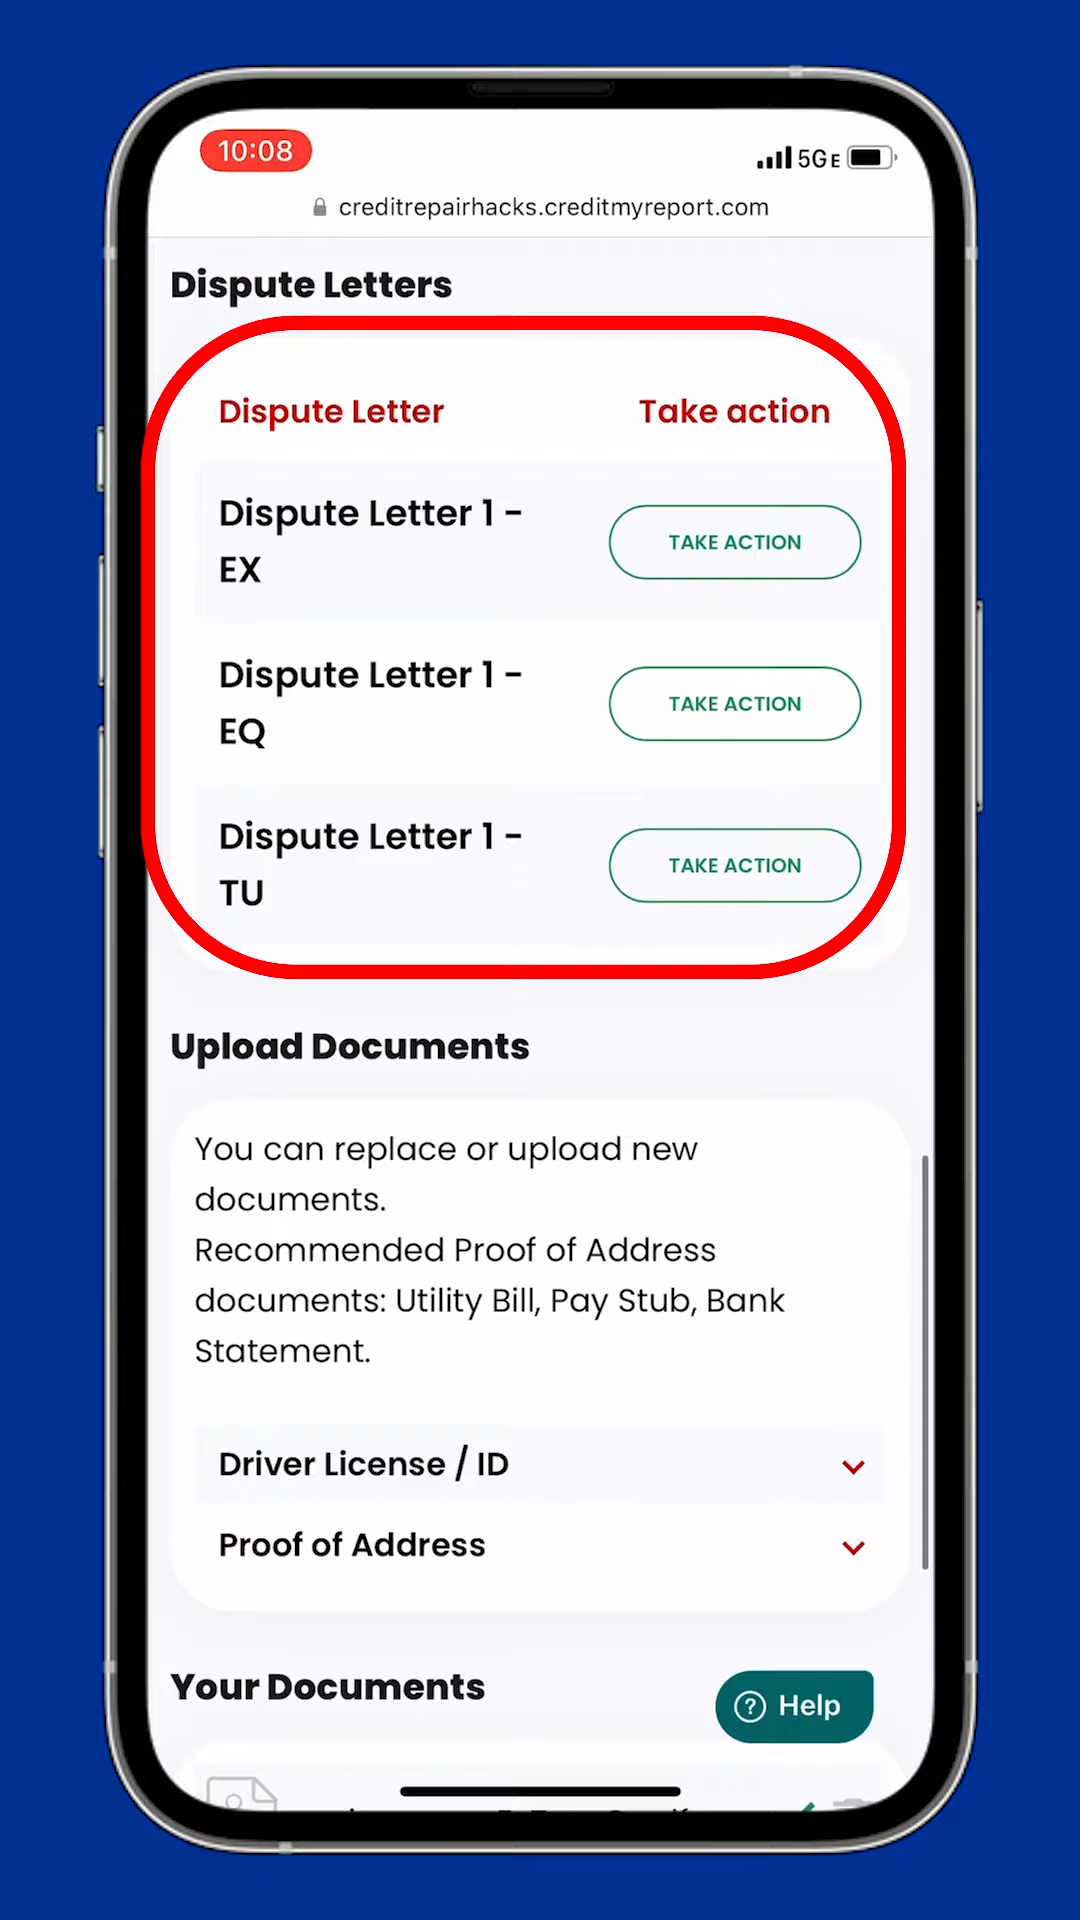 10:08
5GE
creditrepairhacks.creditmyreport.com
Dispute Letters
Dispute Letter
Take action
Dispute Letter 1 -
EX
TAKE ACTION
Dispute Letter 1 -
EQ
TAKE ACTION
Dispute Letter 1 -
TU
TAKE ACTION
Upload Documents
You can replace or upload new
documents.
Recommended Proof of Address
documents: Utility Bill, Pay Stub, Bank
Statement.
Driver License / ID
Proof of Address
Your Documents
Help